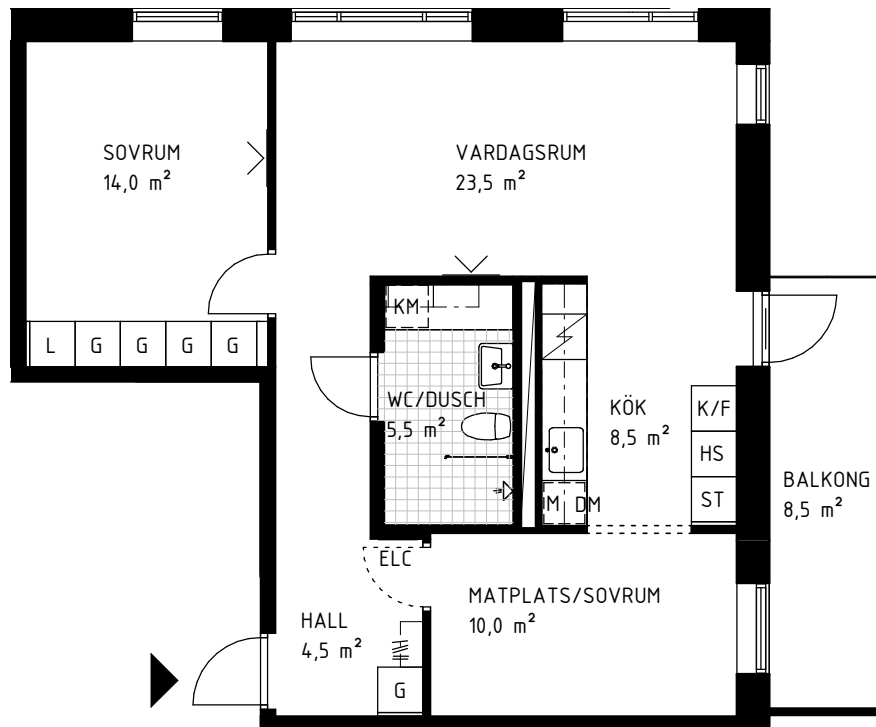 SOVRUM
14,0 m²
VARDAGSRUM
23,5 m²
L G G G G
KM
WC/DUSCH
5,5 m²
KÖK
8,5 m²
K/F
HS
ST
M DM
BALKONG
8,5 m²
ELC
MATPLATS/SOVRUM
10,0 m²
HALL
4,5 m²
G